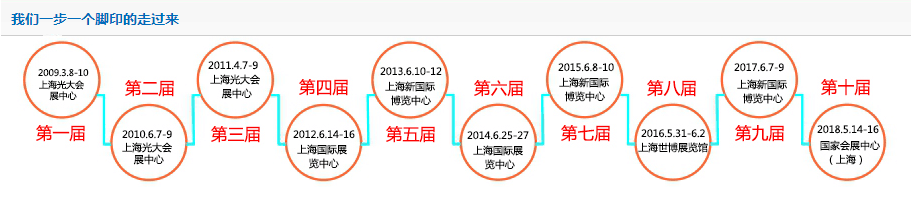 我们一步一个脚印的走过来
2009.3.8-10
上海光大会
展中心
第一届
第二届
2010.6.7-9
上海光大会
展中心
2011.4.7-9
上海光大会
展中心
第三届
第四届
2012.6.14-16
上海国际展
览中心
2013.6.10-12
上海新国际
博览中心
第五届
第六届
2014.6.25-27
上海国际展
览中心
2015.6.8-10
上海新国际
博览中心
第七届
第八届
2016.5.31-6.2
上海世博展览馆
2017.6.7-9
上海新国际
博览中心
第九届
第十届
2018.5.14-16
国家会展中心
（上海）